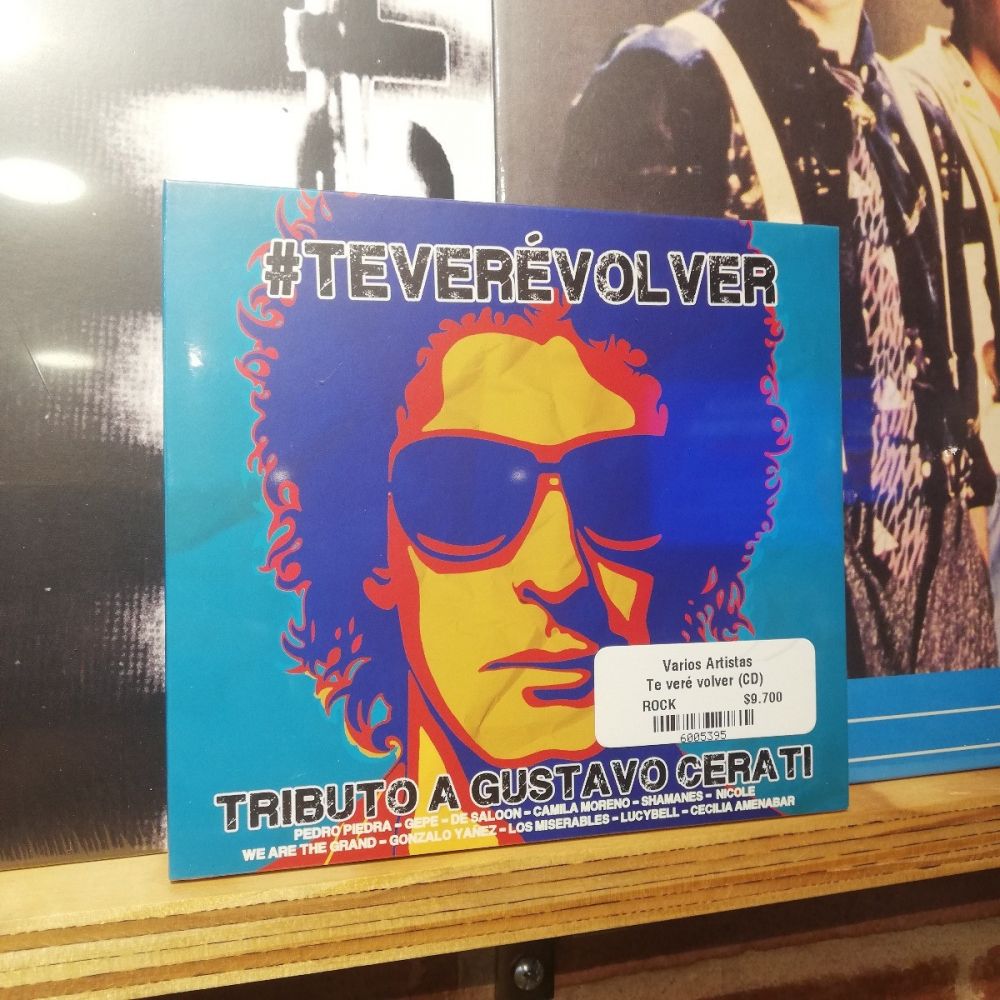 #TEVERÉVOLVER
Varios Artistas
Te veré volver (CD)
ROCK $9.700
6005395
TRIBUTO A GUSTAVO CERATI
PEDRO PIEDRA - GEPE - DE SALOON - CAMILA MORENO - SHAMANES - NICOLE
WE ARE THE GRAND - GONZALO YAÑEZ - LOS MISERABLES - LUCYBELL - CECILIA AMENABAR